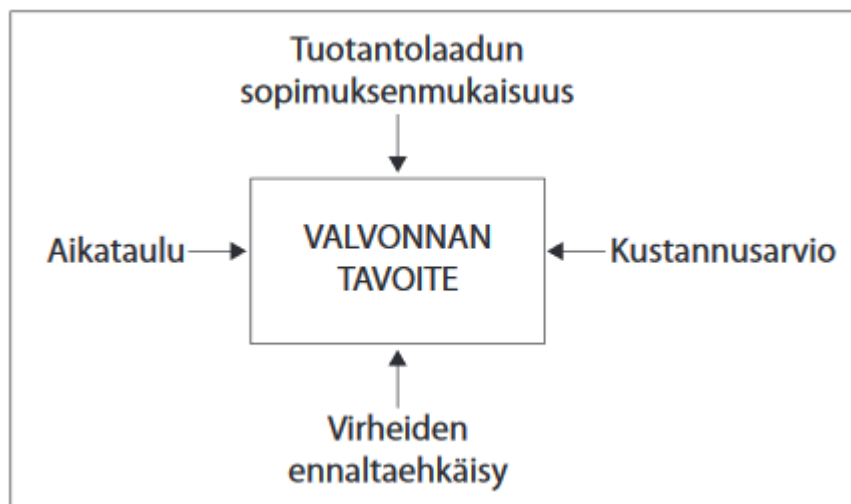 Tuotantolaadun
sopimuksenmukaisuus
Aikataulu
VALVONNAN
TAVOITE
Kustannusarvio
Virheiden
ennaltaehkäisy